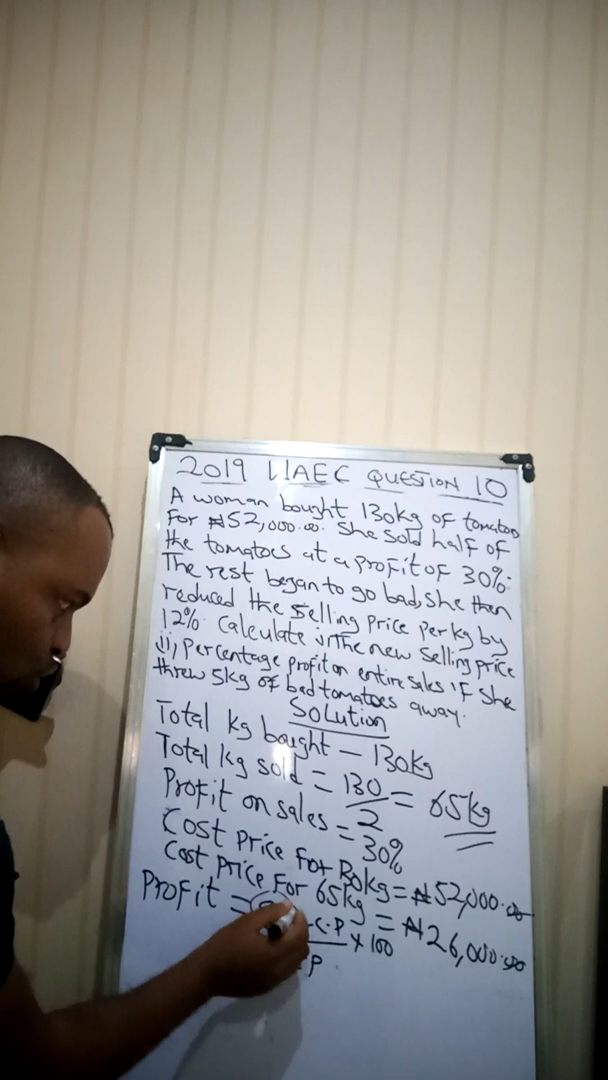 2019 WAEC QUESTION 10
A woman bought 130kg of tomatoes
for ₦52,000.00. She sold half of
the tomatoes at a profit of 30%.
The rest began to go bad, she then
reduced the selling price per kg by
12%. Calculate i, The new selling price
ii, Percentage profit on entire sales if she
threw 5kg of bad tomatoes away.
Solution
Total kg bought — 130kg
Total kg sold = 130/2 = 65kg
Profit on sales = 30%
Cost price for 130kg = ₦52,000.00
Cost price for 65kg = ₦26,000.00
Profit = - C.P × 100